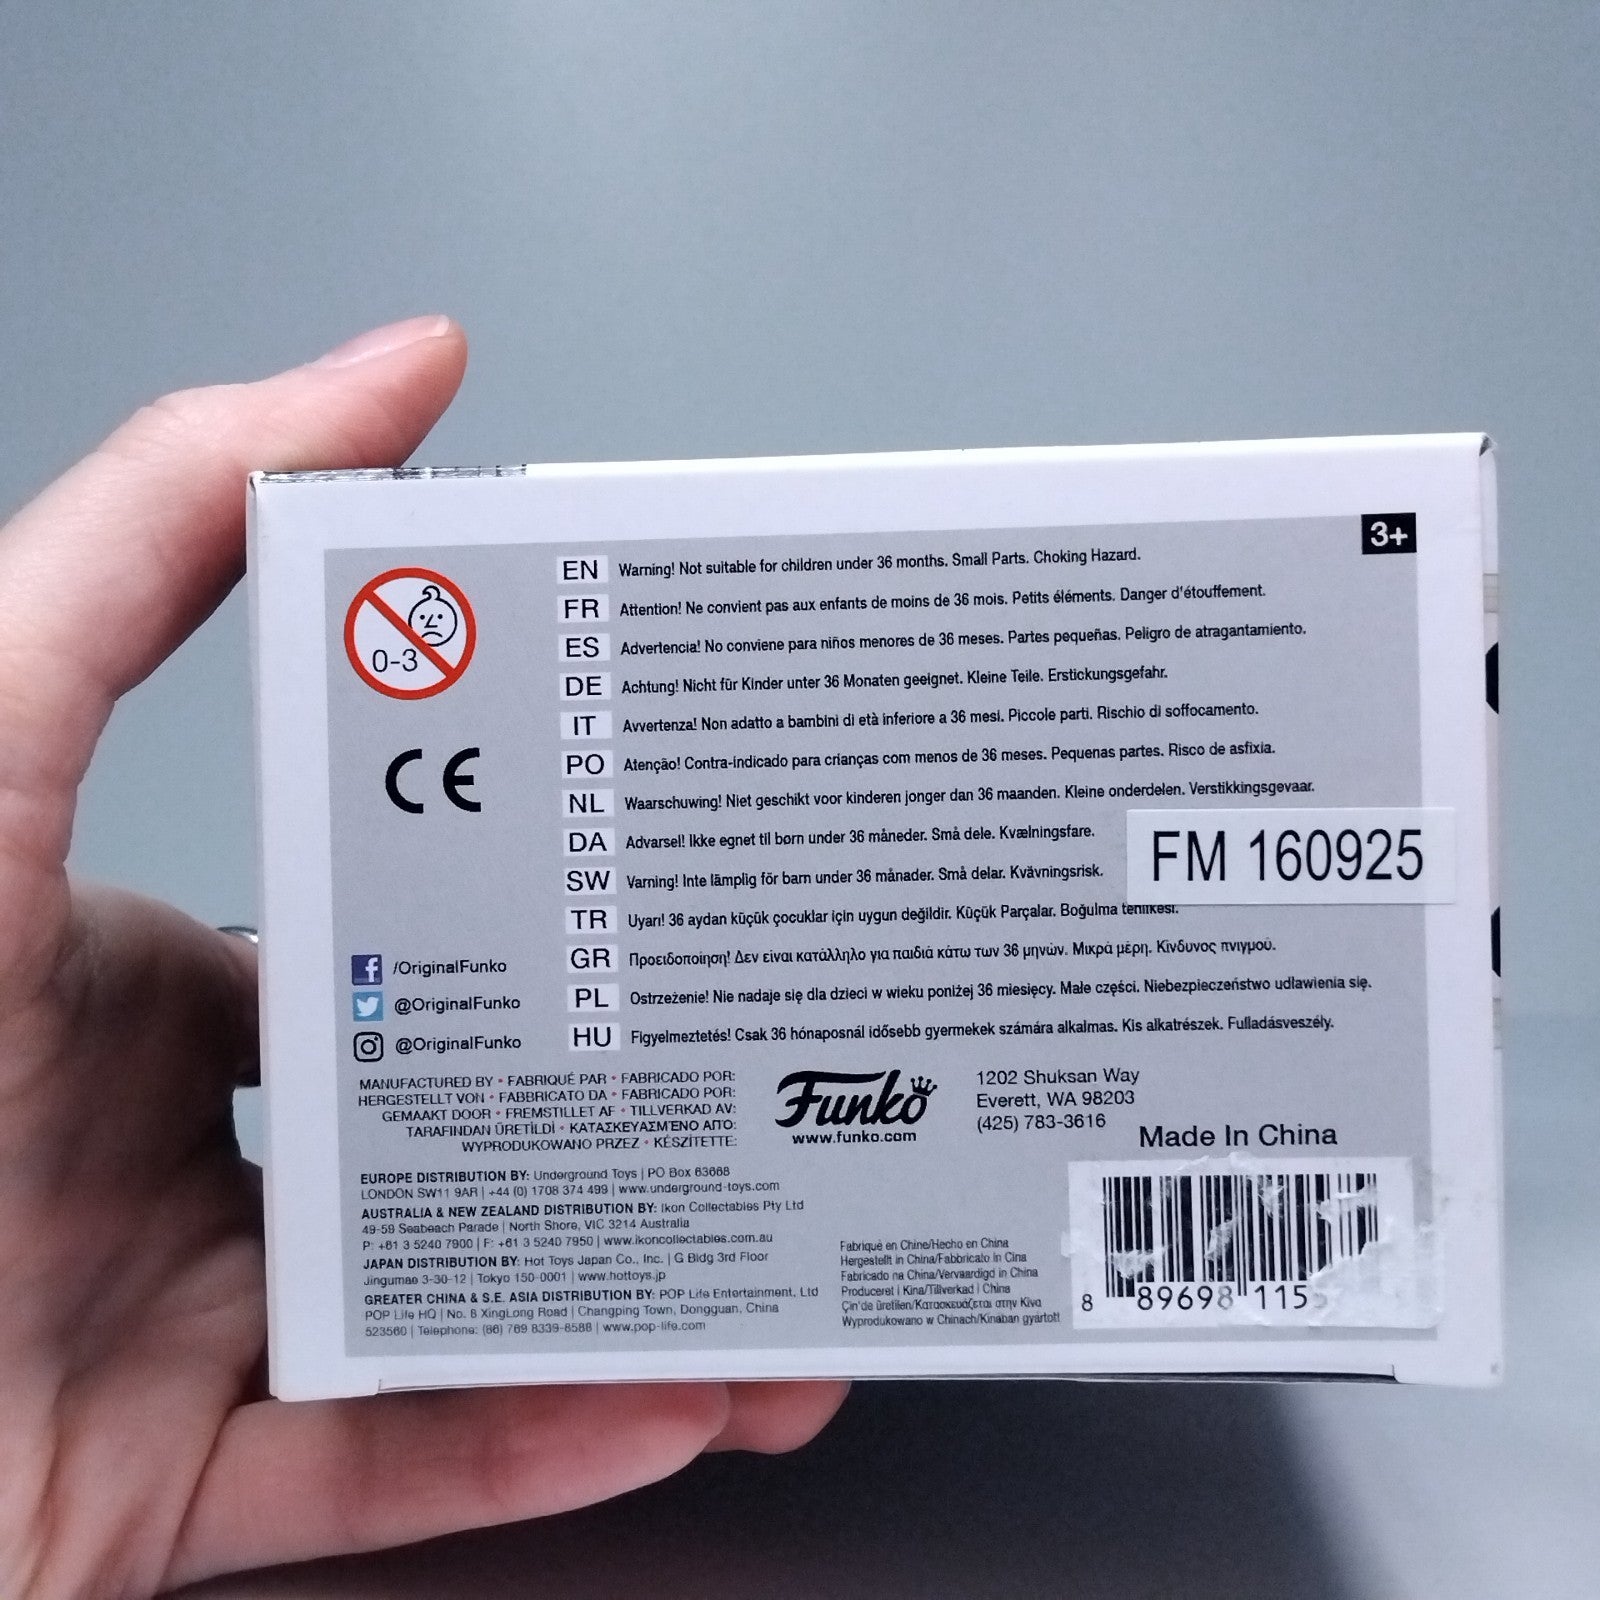 3+
EN Warning! Not suitable for children under 36 months. Small Parts. Choking Hazard.
FR Attention! Ne convient pas aux enfants de moins de 36 mois. Petits éléments. Danger d'étouffement.
ES Advertencia! No conviene para niños menores de 36 meses. Partes pequeñas. Peligro de atragantamiento.
DE Achtung! Nicht für Kinder unter 36 Monaten geeignet. Kleine Teile. Erstickungsgefahr.
IT Avvertenza! Non adatto a bambini di età inferiore a 36 mesi. Piccole parti. Rischio di soffocamento.
PO Atenção! Contra-indicado para crianças com menos de 36 meses. Pequenas partes. Risco de asfixia.
NL Waarschuwing! Niet geschikt voor kinderen jonger dan 36 maanden. Kleine onderdelen. Verstikkingsgevaar.
DA Advarsel! Ikke egnet til børn under 36 måneder. Små dele. Kvælningsfare.
SW Varning! Inte lämplig för barn under 36 månader. Små delar. Kvävningsrisk.
TR Uyarı! 36 aydan küçük çocuklar için uygun değildir. Küçük Parçalar. Boğulma tehlikesi.
GR Προειδοποίηση! Δεν είναι κατάλληλο για παιδιά κάτω των 36 μηνών. Μικρά μέρη. Κίνδυνος πνιγμού.
PL Ostrzeżenie! Nie nadaje się dla dzieci w wieku poniżej 36 miesięcy. Małe części. Niebezpieczeństwo udławienia się.
HU Figyelmeztetés! Csak 36 hónaposnál idősebb gyermekek számára alkalmas. Kis alkatrészek. Fulladásveszély.
0-3
CE
FM 160925
/OriginalFunko
@OriginalFunko
@OriginalFunko
MANUFACTURED BY • FABRIQUÉ PAR • FABRICADO POR:
HERGESTELLT VON • FABBRICATO DA • FABRICADO POR:
GEMAAKT DOOR • FREMSTILLET AF • TILLVERKAD AV:
TARAFINDAN ÜRETİLDİ • ΚΑΤΑΣΚΕΥΑΣΜΈΝΟ ΑΠΌ:
WYPRODUKOWANO PRZEZ • KÉSZÍTETTE:
Funko
www.funko.com
1202 Shuksan Way
Everett, WA 98203
(425) 783-3616
Made In China
EUROPE DISTRIBUTION BY: Underground Toys | PO Box 63668
LONDON SW11 9AR | +44 (0) 1708 374 499 | www.underground-toys.com
AUSTRALIA & NEW ZEALAND DISTRIBUTION BY: Ikon Collectables Pty Ltd
49-59 Seabeach Parade | North Shore, VIC 3214 Australia
P: +61 3 5240 7900 | F: +61 3 5240 7950 | www.ikoncollectables.com.au
JAPAN DISTRIBUTION BY: Hot Toys Japan Co., Inc. | G Bldg 3rd Floor
Jingumae 3-30-12 | Tokyo 150-0001 | www.hottoys.jp
GREATER CHINA & S.E. ASIA DISTRIBUTION BY: POP Life Entertainment, Ltd
POP Life HQ | No. 8 XingLong Road | Changping Town, Dongguan, China
523560 | Telephone: (86) 769 8339-8588 | www.pop-life.com
Fabriqué en Chine/Hecho en China
Hergestellt in China/Fabbricato in Cina
Fabricado na China/Vervaardigd in China
Produceret i Kina/Tillverkad i China
Çin'de üretilen/Κατασκευάζεται στην Κίνα
Wyprodukowano w Chinach/Kínában gyártott
8 89698 115